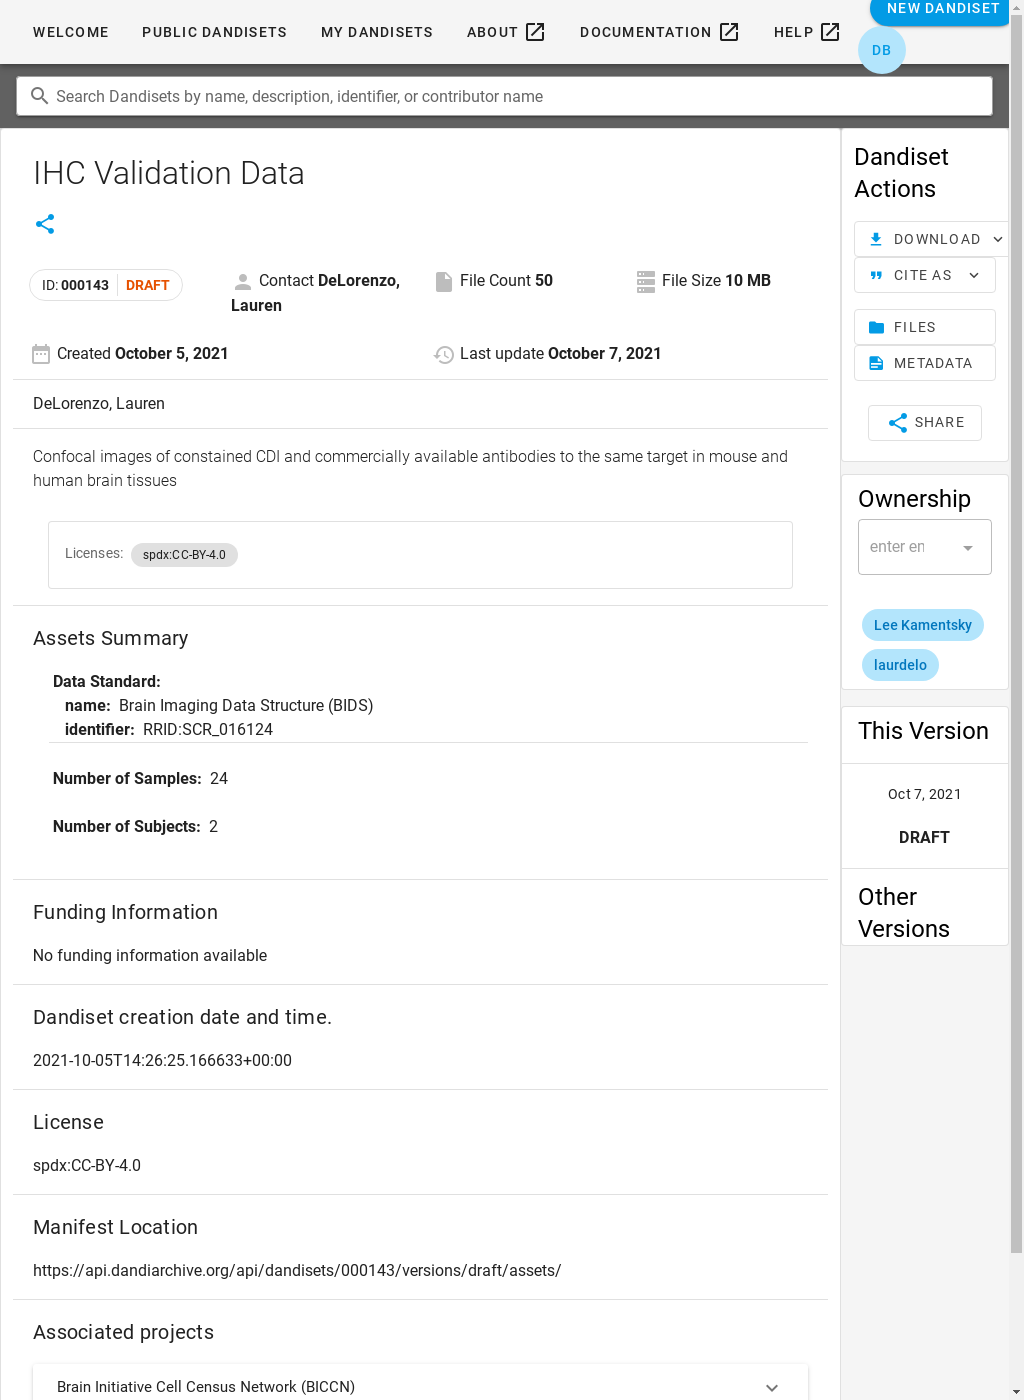 WELCOME PUBLIC DANDISETS MY DANDISETS ABOUT DOCUMENTATION HELP NEW DANDISET
DB
Search Dandisets by name, description, identifier, or contributor name
IHC Validation Data
ID: 000143 DRAFT
Contact DeLorenzo,
Lauren
File Count 50
File Size 10 MB
Created October 5, 2021
Last update October 7, 2021
DeLorenzo, Lauren
Confocal images of constained CDI and commercially available antibodies to the same target in mouse and
human brain tissues
Licenses: spdx:CC-BY-4.0
Assets Summary
Data Standard:
name: Brain Imaging Data Structure (BIDS)
identifier: RRID:SCR_016124
Number of Samples: 24
Number of Subjects: 2
Funding Information
No funding information available
Dandiset creation date and time.
2021-10-05T14:26:25.166633+00:00
License
spdx:CC-BY-4.0
Manifest Location
https://api.dandiarchive.org/api/dandisets/000143/versions/draft/assets/
Associated projects
Brain Initiative Cell Census Network (BICCN)
Dandiset
Actions
DOWNLOAD
CITE AS
FILES
METADATA
SHARE
Ownership
enter en
Lee Kamentsky
laurdelo
This Version
Oct 7, 2021
DRAFT
Other
Versions